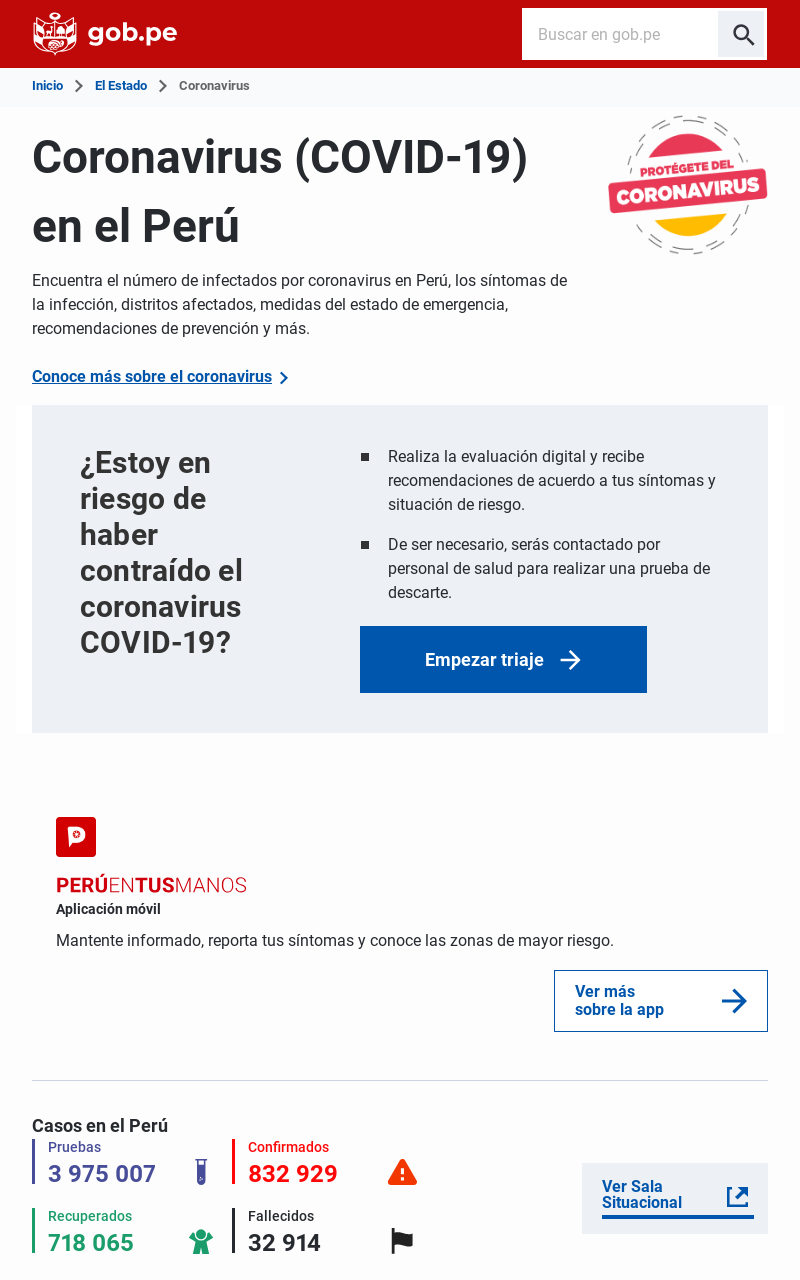 gob.pe
Buscar en gob.pe
Inicio
El Estado
Coronavirus
Coronavirus (COVID-19)
en el Perú
PROTÉGETE DEL
CORONAVIRUS
Encuentra el número de infectados por coronavirus en Perú, los síntomas de
la infección, distritos afectados, medidas del estado de emergencia,
recomendaciones de prevención y más.
Conoce más sobre el coronavirus
¿Estoy en
riesgo de
haber
contraído el
coronavirus
COVID-19?
Realiza la evaluación digital y recibe
recomendaciones de acuerdo a tus síntomas y
situación de riesgo.
De ser necesario, serás contactado por
personal de salud para realizar una prueba de
descarte.
Empezar triaje
PERÚENTUSMANOS
Aplicación móvil
Mantente informado, reporta tus síntomas y conoce las zonas de mayor riesgo.
Ver más
sobre la app
Casos en el Perú
Pruebas
3 975 007
Confirmados
832 929
Recuperados
718 065
Fallecidos
32 914
Ver Sala
Situacional